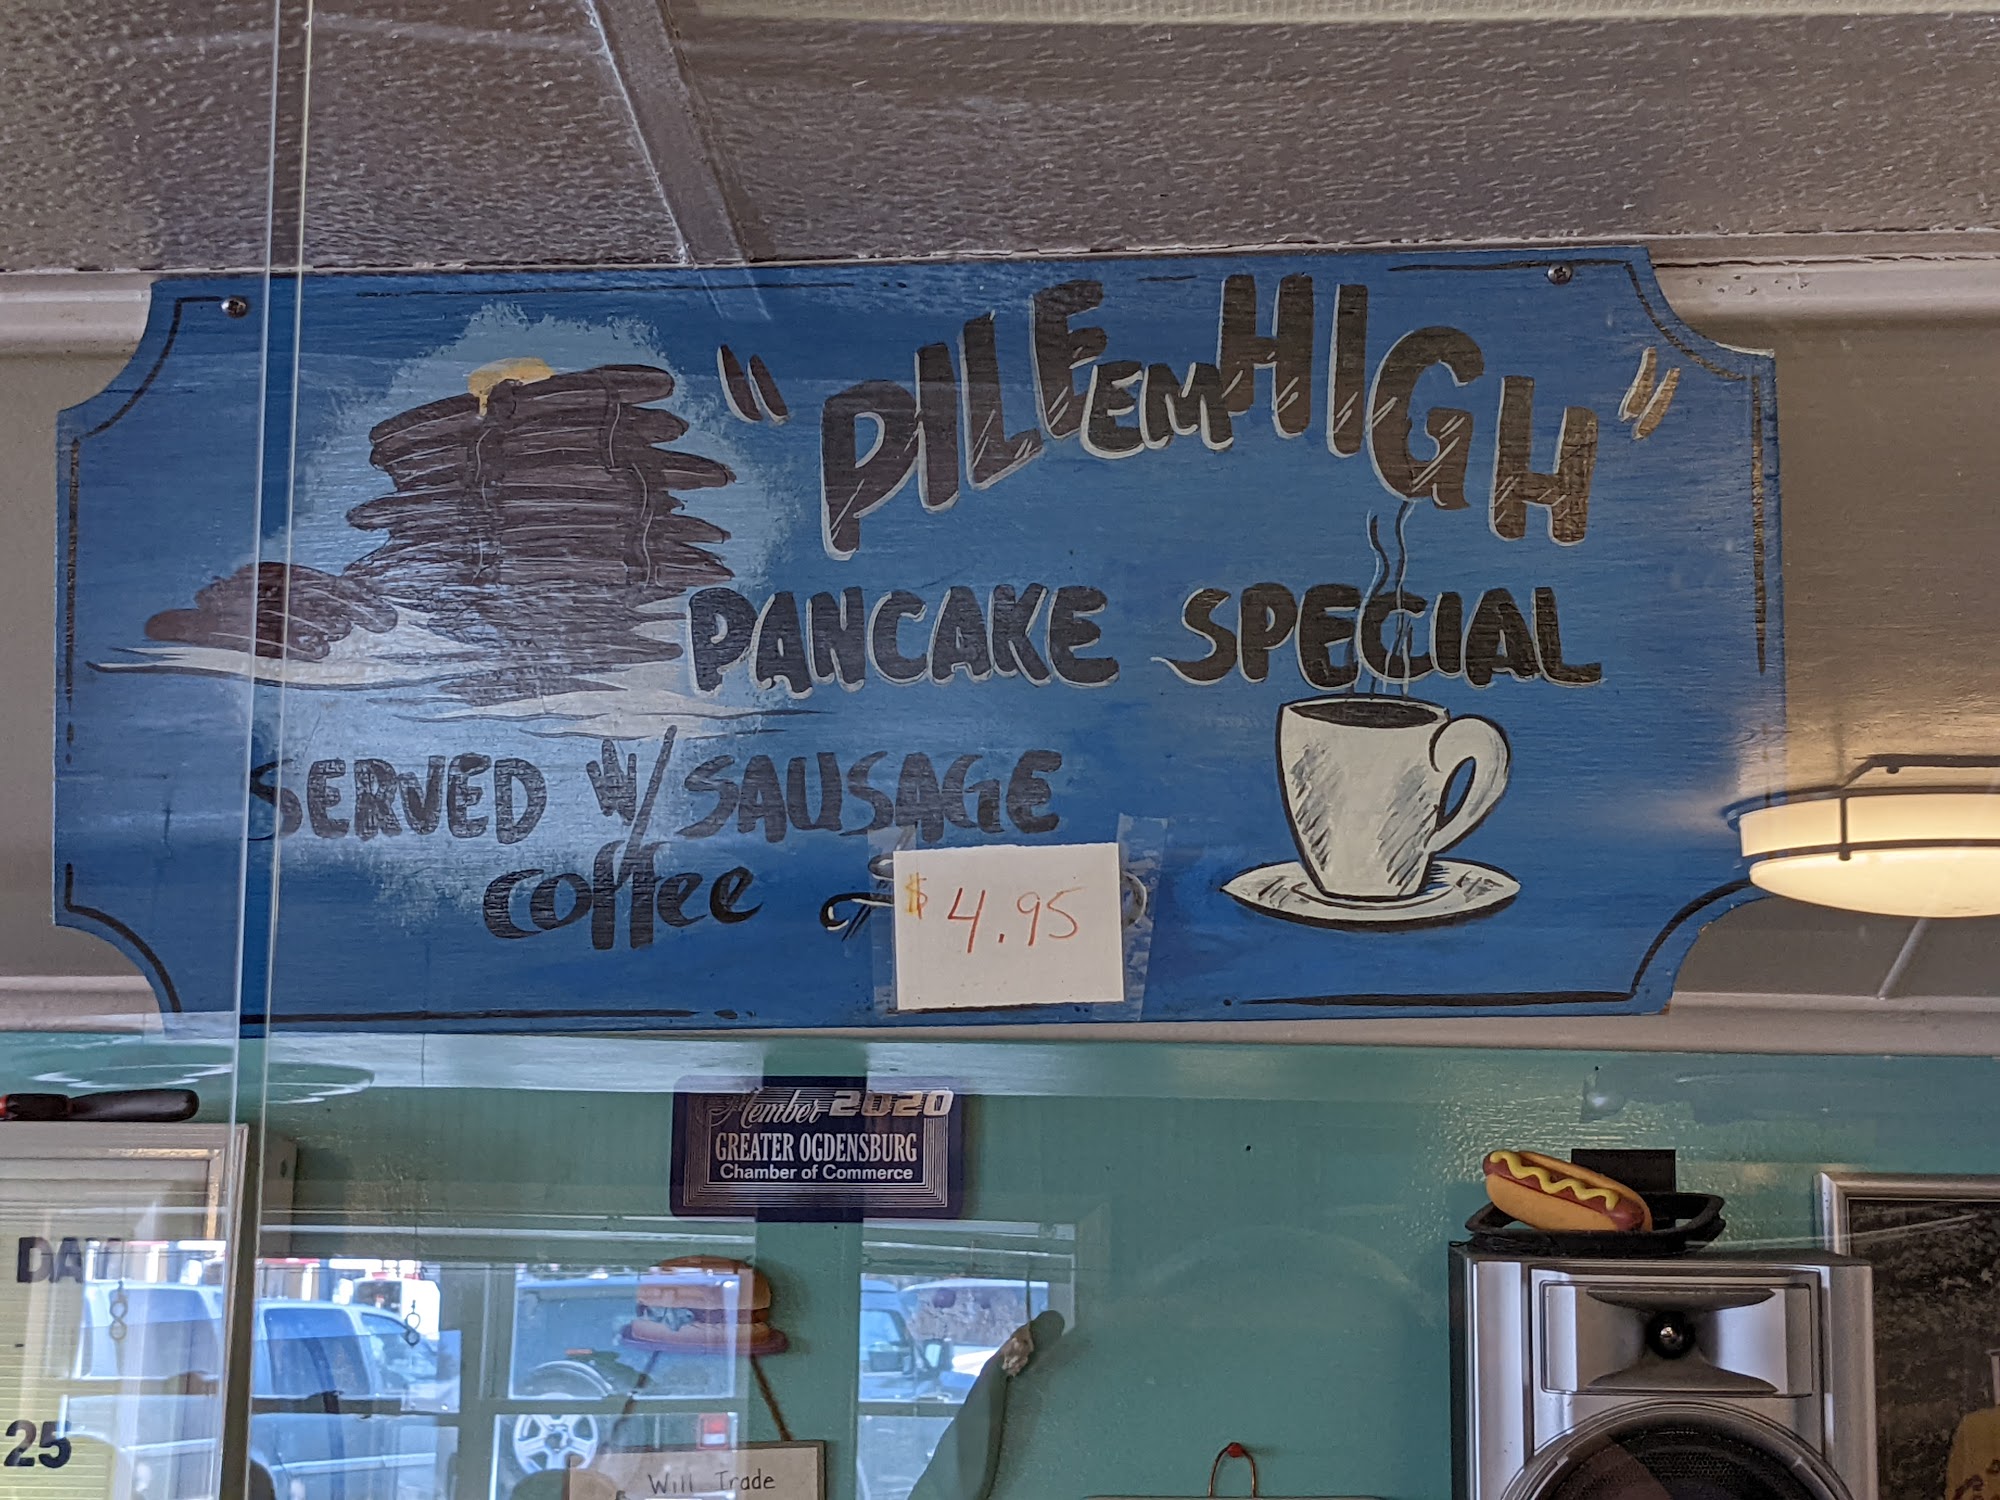 "PILE EM HIGH"
PANCAKE SPECIAL
SERVED W/ SAUSAGE
coffee
$4.95
Member 2020
GREATER OGDENSBURG
Chamber of Commerce
DAY
25
Will Trade